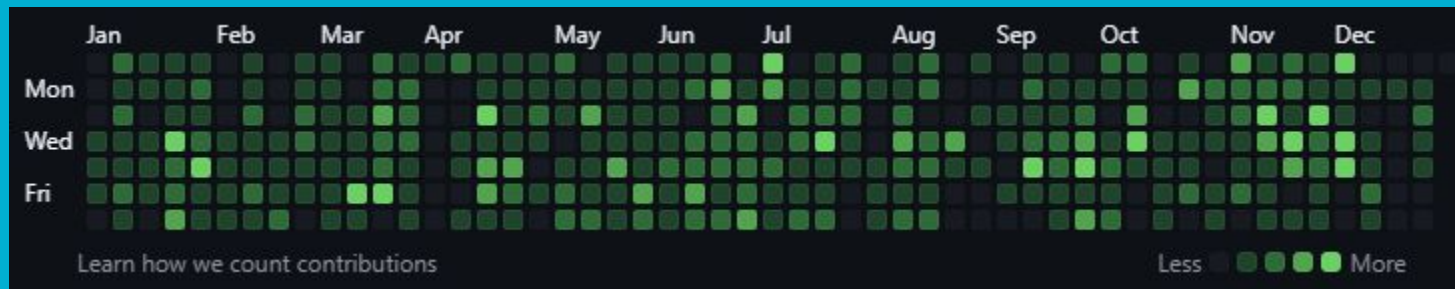 Jan Feb Mar Apr May Jun Jul Aug Sep Oct Nov Dec
Mon
Wed
Fri
Learn how we count contributions Less More